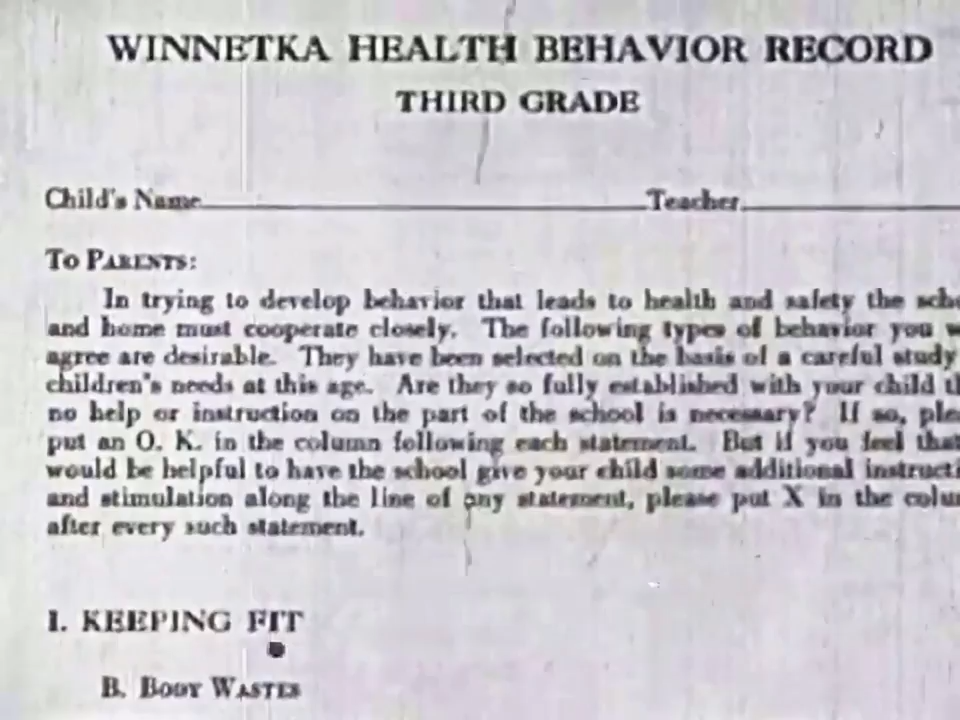 WINNETKA HEALTH BEHAVIOR RECORD
THIRD GRADE
Child's Name Teacher
TO PARENTS:
In trying to develop behavior that leads to health and safety the
and home must cooperate closely. The following types of behavior you
agree are desirable. They have been selected on the basis of a careful study
children's needs at this age. Are they so fully established with your child
no help or instruction on the part of the school is necessary? If so,
put an O. K. in the column following each statement. But if you feel
would be helpful to have the school give your child some additional
and stimulation along the line of any statement, please put X in the
after every such statement.
I. KEEPING FIT
B. BODY WASTES